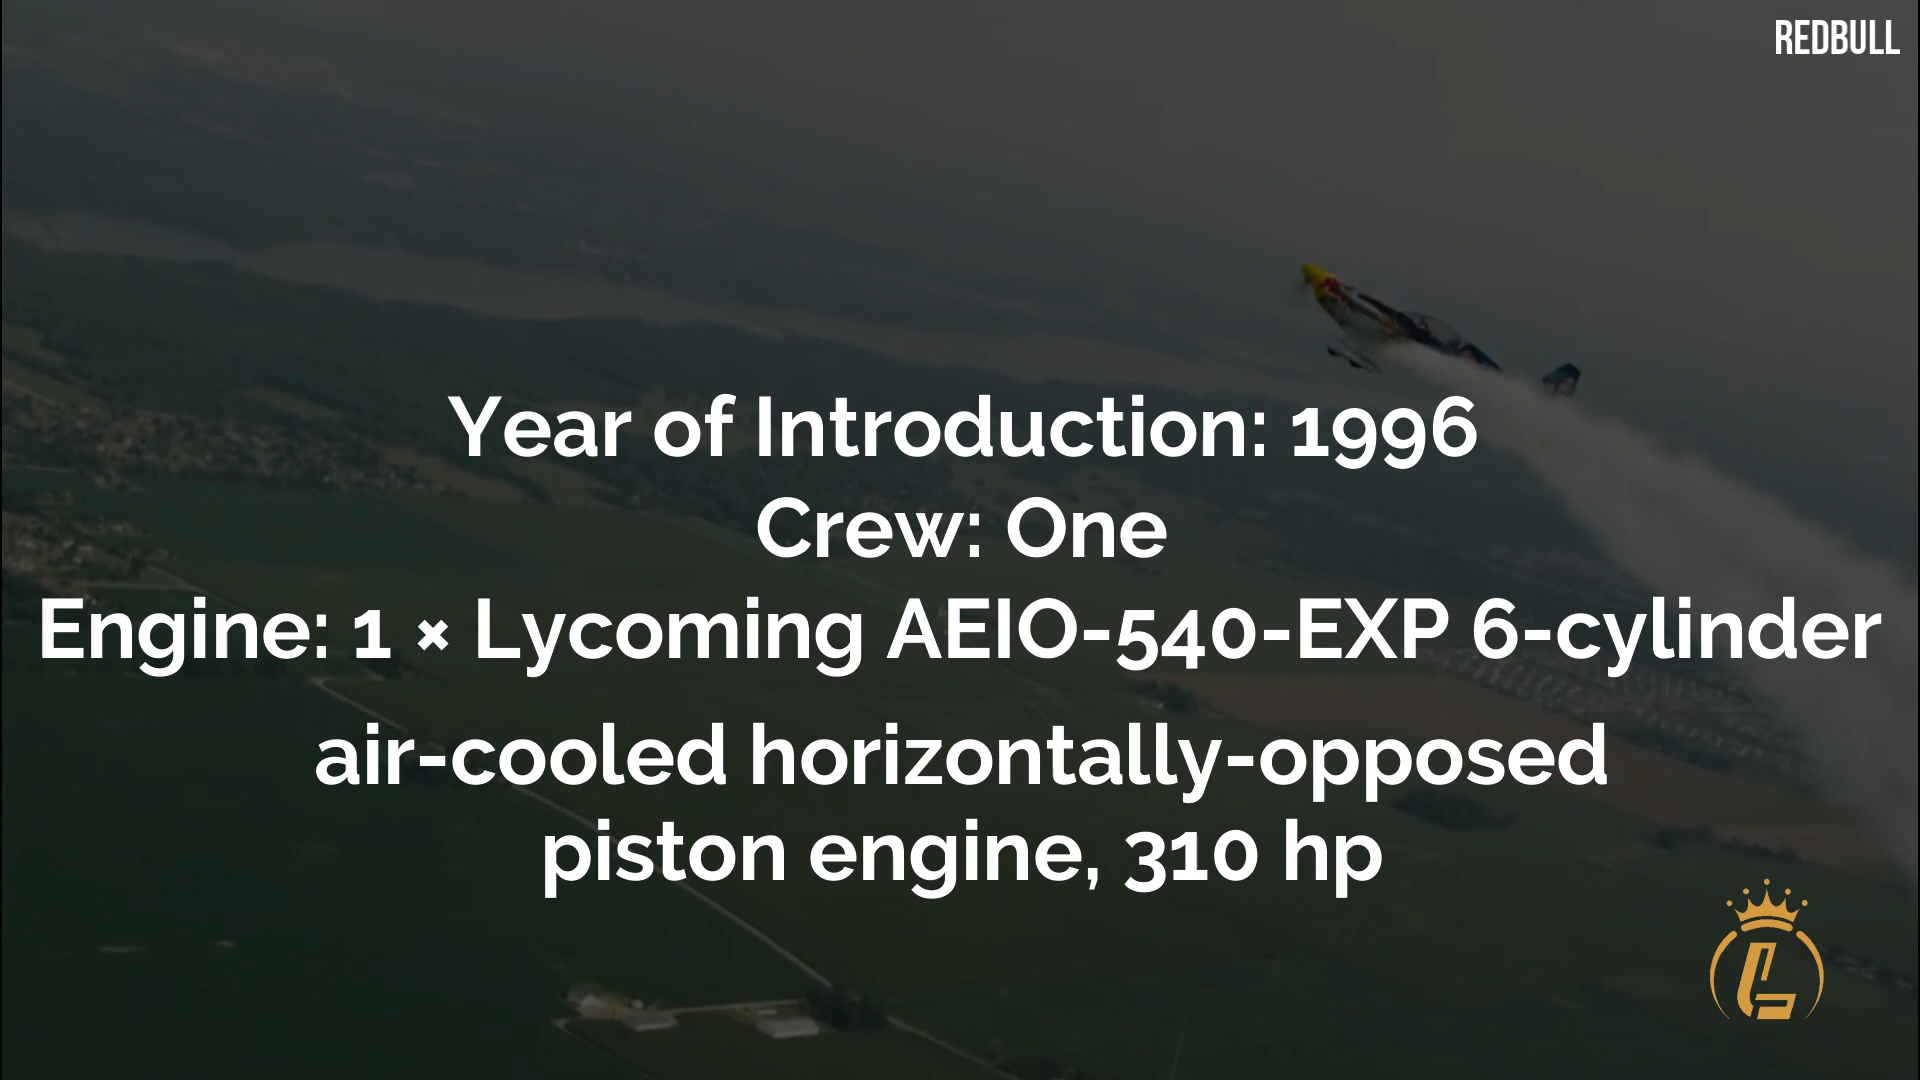 REDBULL
Year of Introduction: 1996
Crew: One
Engine: 1 × Lycoming AEIO-540-EXP 6-cylinder
air-cooled horizontally-opposed
piston engine, 310 hp